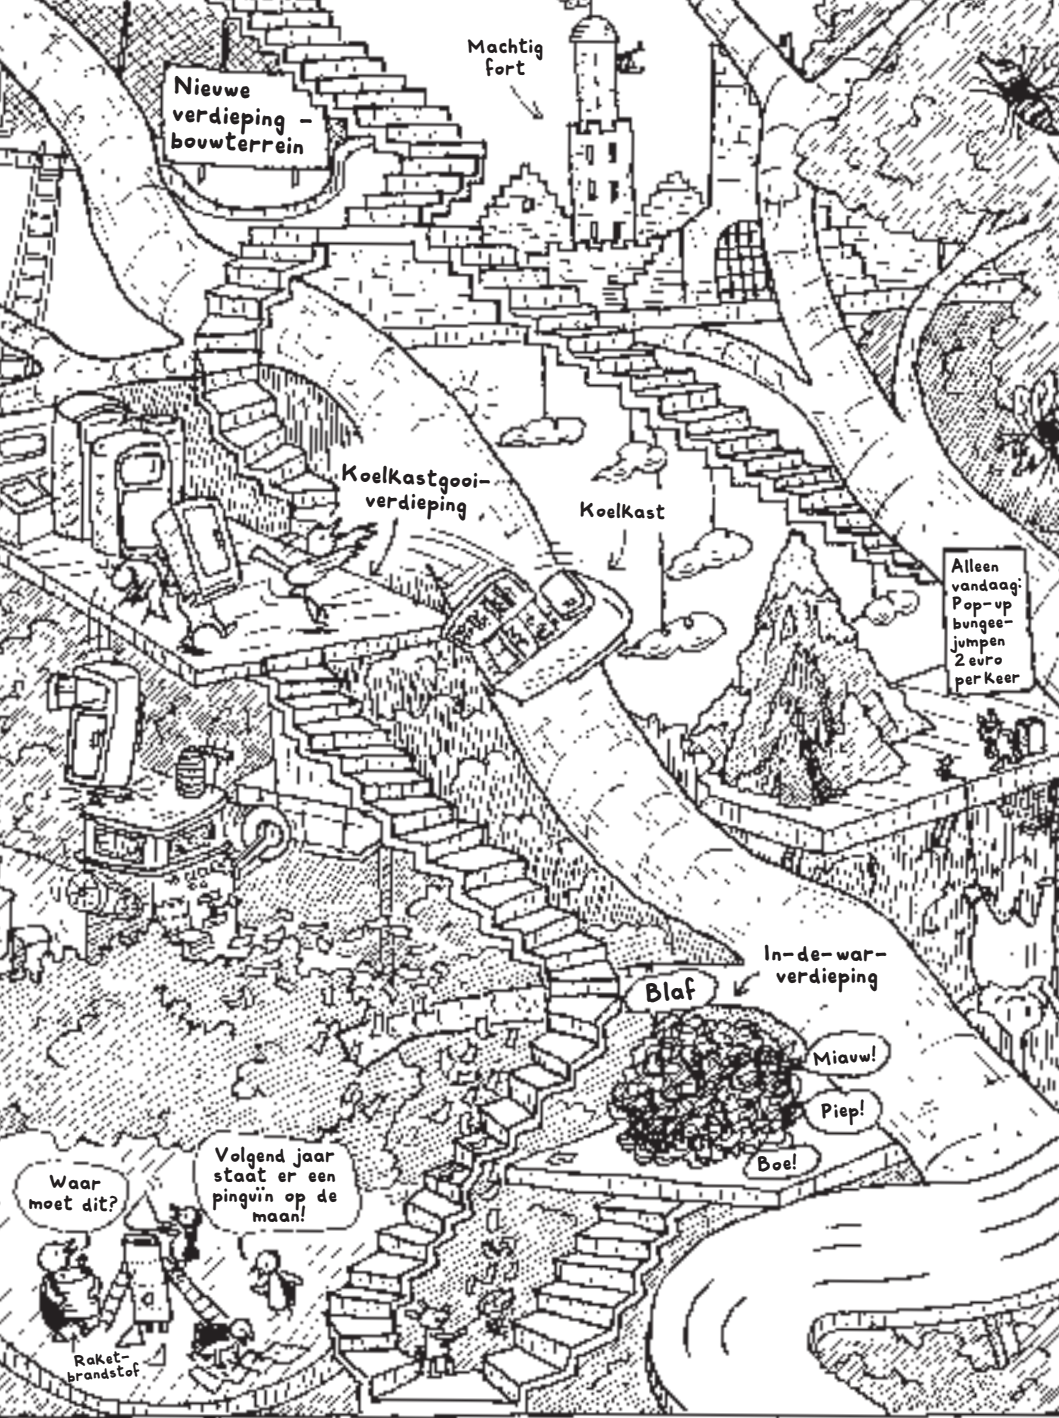 Machtig
fort
Nieuwe
verdieping -
bouwterrein
Koelkastgooi-
verdieping
Koelkast
Alleen
vandaag:
Pop-up
bungee-
jumpen
2 euro
per keer
In-de-war-
verdieping
Blaf
Miauw!
Piep!
Boe!
Waar
moet dit?
Volgend jaar
staat er een
pinguïn op de
maan!
Raket-
brandstof